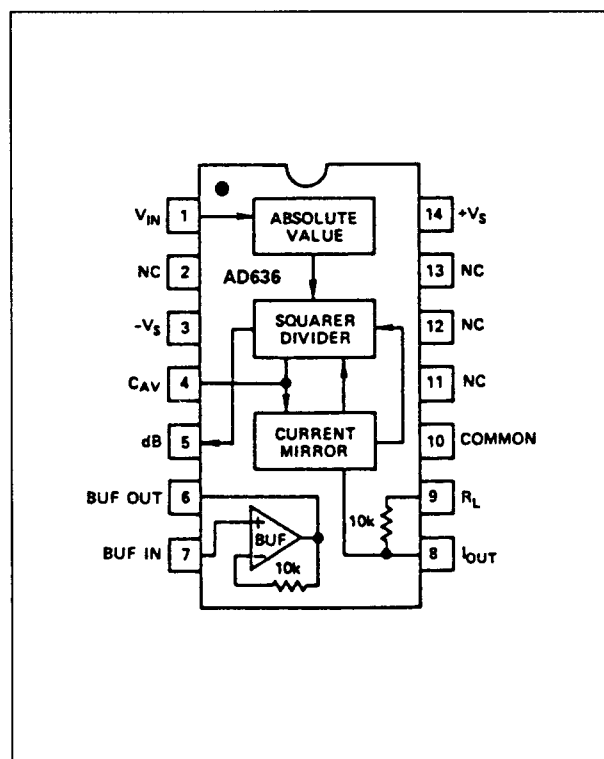 V_IN 1
ABSOLUTE
VALUE
14 +V_S
NC 2
AD636
13 NC
-V_S 3
SQUARER
DIVIDER
12 NC
C_AV 4
11 NC
dB 5
CURRENT
MIRROR
10 COMMON
BUF OUT 6
9 R_L
10k
BUF IN 7
+
BUF
−
10k
8 I_OUT